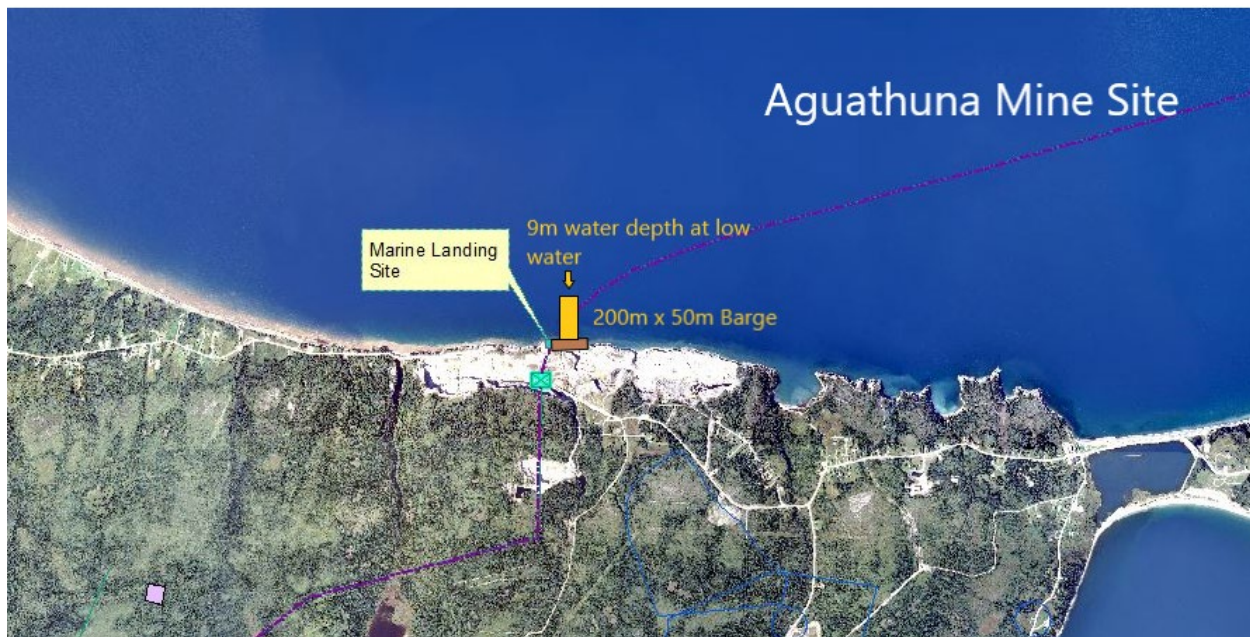 Aguathuna Mine Site
9m water depth at low
water
Marine Landing
Site
200m x 50m Barge